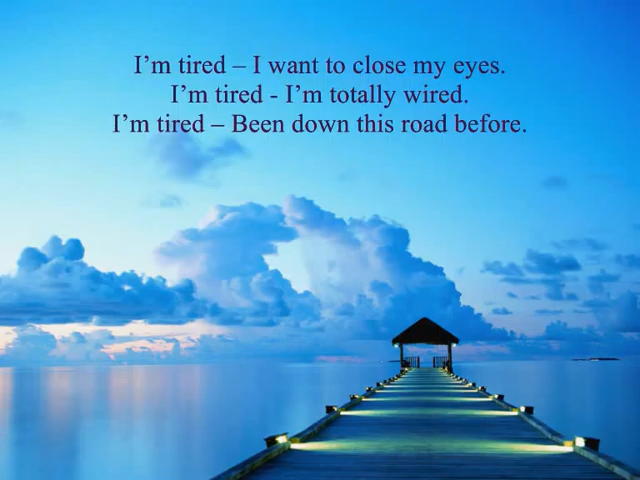 I’m tired – I want to close my eyes.
I’m tired - I’m totally wired.
I’m tired – Been down this road before.